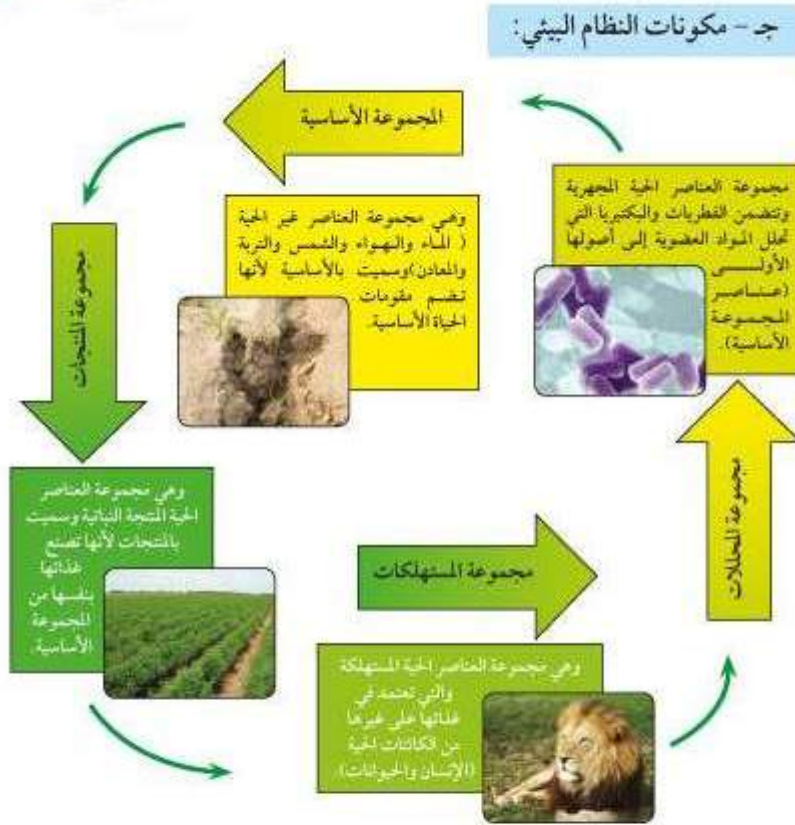 جـ - مكونات النظام البيئي:
المجموعة الأساسية
وهي مجموعة العناصر غير الحية
( الماء والهواء والشمس والتربة
والمعادن)وسميت بالأساسية لأنها
تضم مقومات
الحياة الأساسية.
مجموعة المنتجات
وهي مجموعة العناصر
الحية المنتجة النباتية وسميت
بالمنتجات لأنها تصنع
غذائها
بنفسها من
المجموعة
الأساسية.
مجموعة المستهلكات
وهي مجموعة العناصر الحية المستهلكة
والتي تعتمد في
غذائها على غيرها
من الكائنات الحية
(الإنسان والحيوانات).
مجموعة المحللات
مجموعة العناصر الحية المجهرية
وتتضمن الفطريات والبكتيريا التي
تحلل المواد العضوية إلى أصولها
الأولـــى
(عنـاصـر
المجموعة
الأساسية).